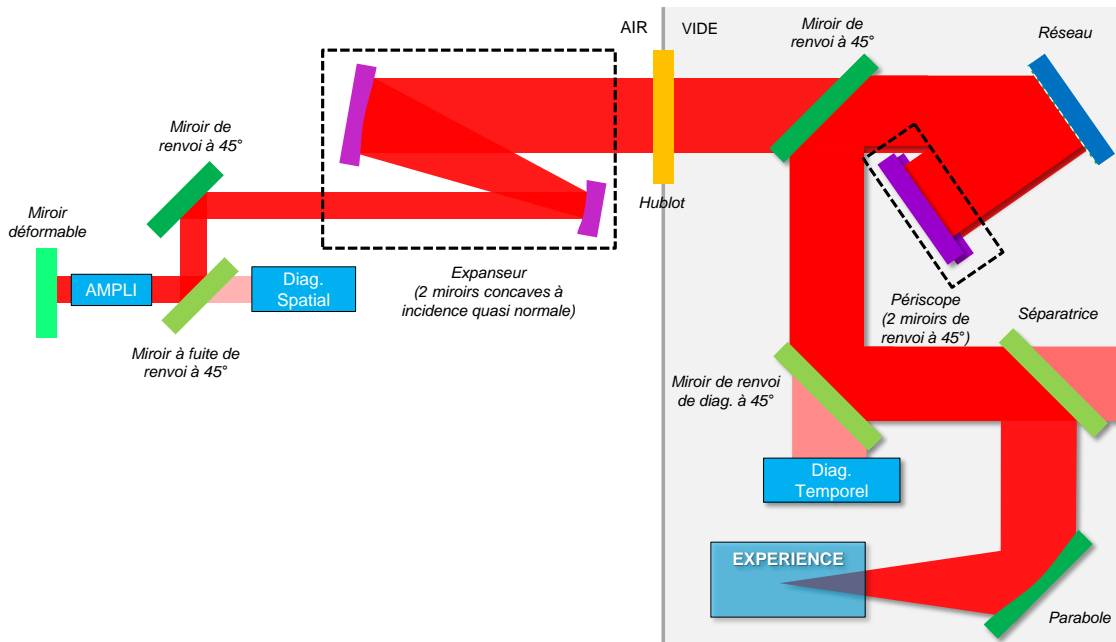 AIR
VIDE
Miroir de
renvoi à 45°
Réseau
Miroir de
renvoi à 45°
Miroir
déformable
Hublot
AMPLI
Diag.
Spatial
Expanseur
(2 miroirs concaves à
incidence quasi normale)
Miroir à fuite de
renvoi à 45°
Périscope
(2 miroirs de
renvoi à 45°)
Séparatrice
Miroir de renvoi
de diag. à 45°
Diag.
Temporel
EXPERIENCE
Parabole